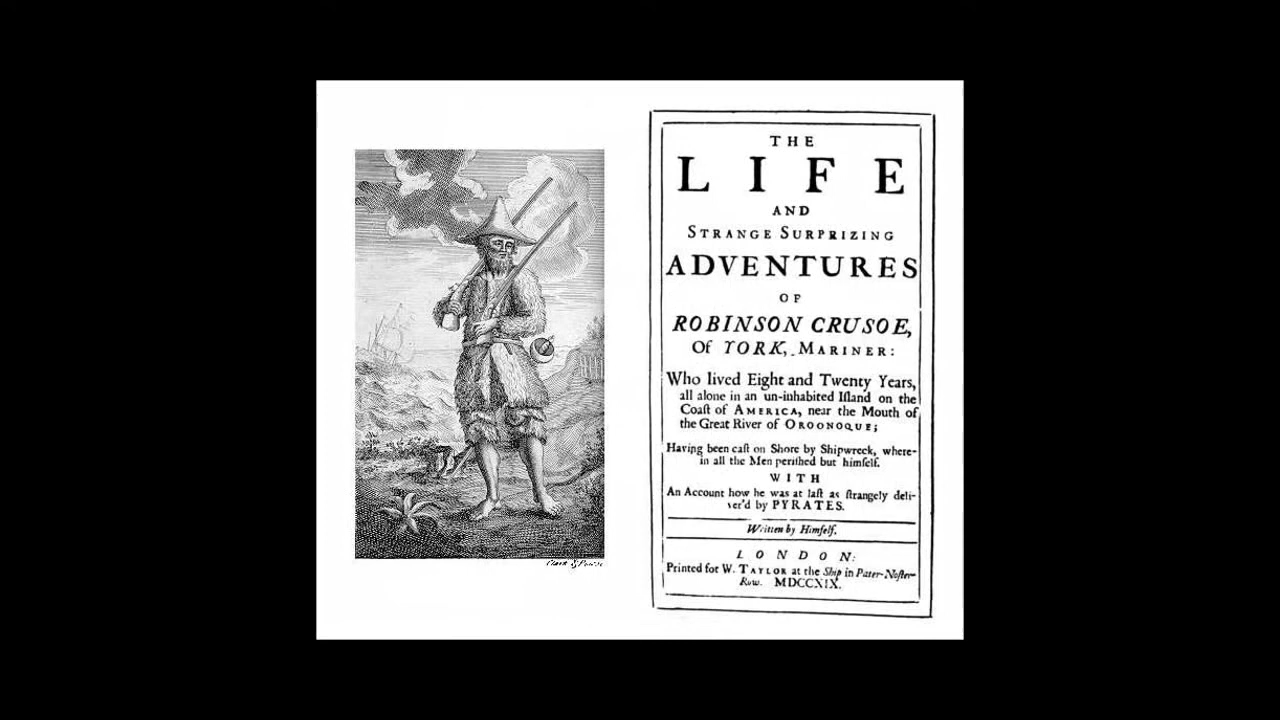 THE
LIFE
AND
STRANGE SURPRIZING
ADVENTURES
OF
ROBINSON CRUSOE,
Of YORK, MARINER:
Who lived Eight and Twenty Years,
all alone in an un-inhabited Iſland on the
Coaſt of AMERICA, near the Mouth of
the Great River of OROONOQUE;
Having been caſt on Shore by Shipwreck, where-
in all the Men periſhed but himſelf.
WITH
An Account how he was at laſt as ſtrangely deli-
ver'd by PYRATES.
Written by Himſelf.
LONDON:
Printed for W. TAYLOR at the Ship in Pater-Noſter-
Row. MDCCXIX.